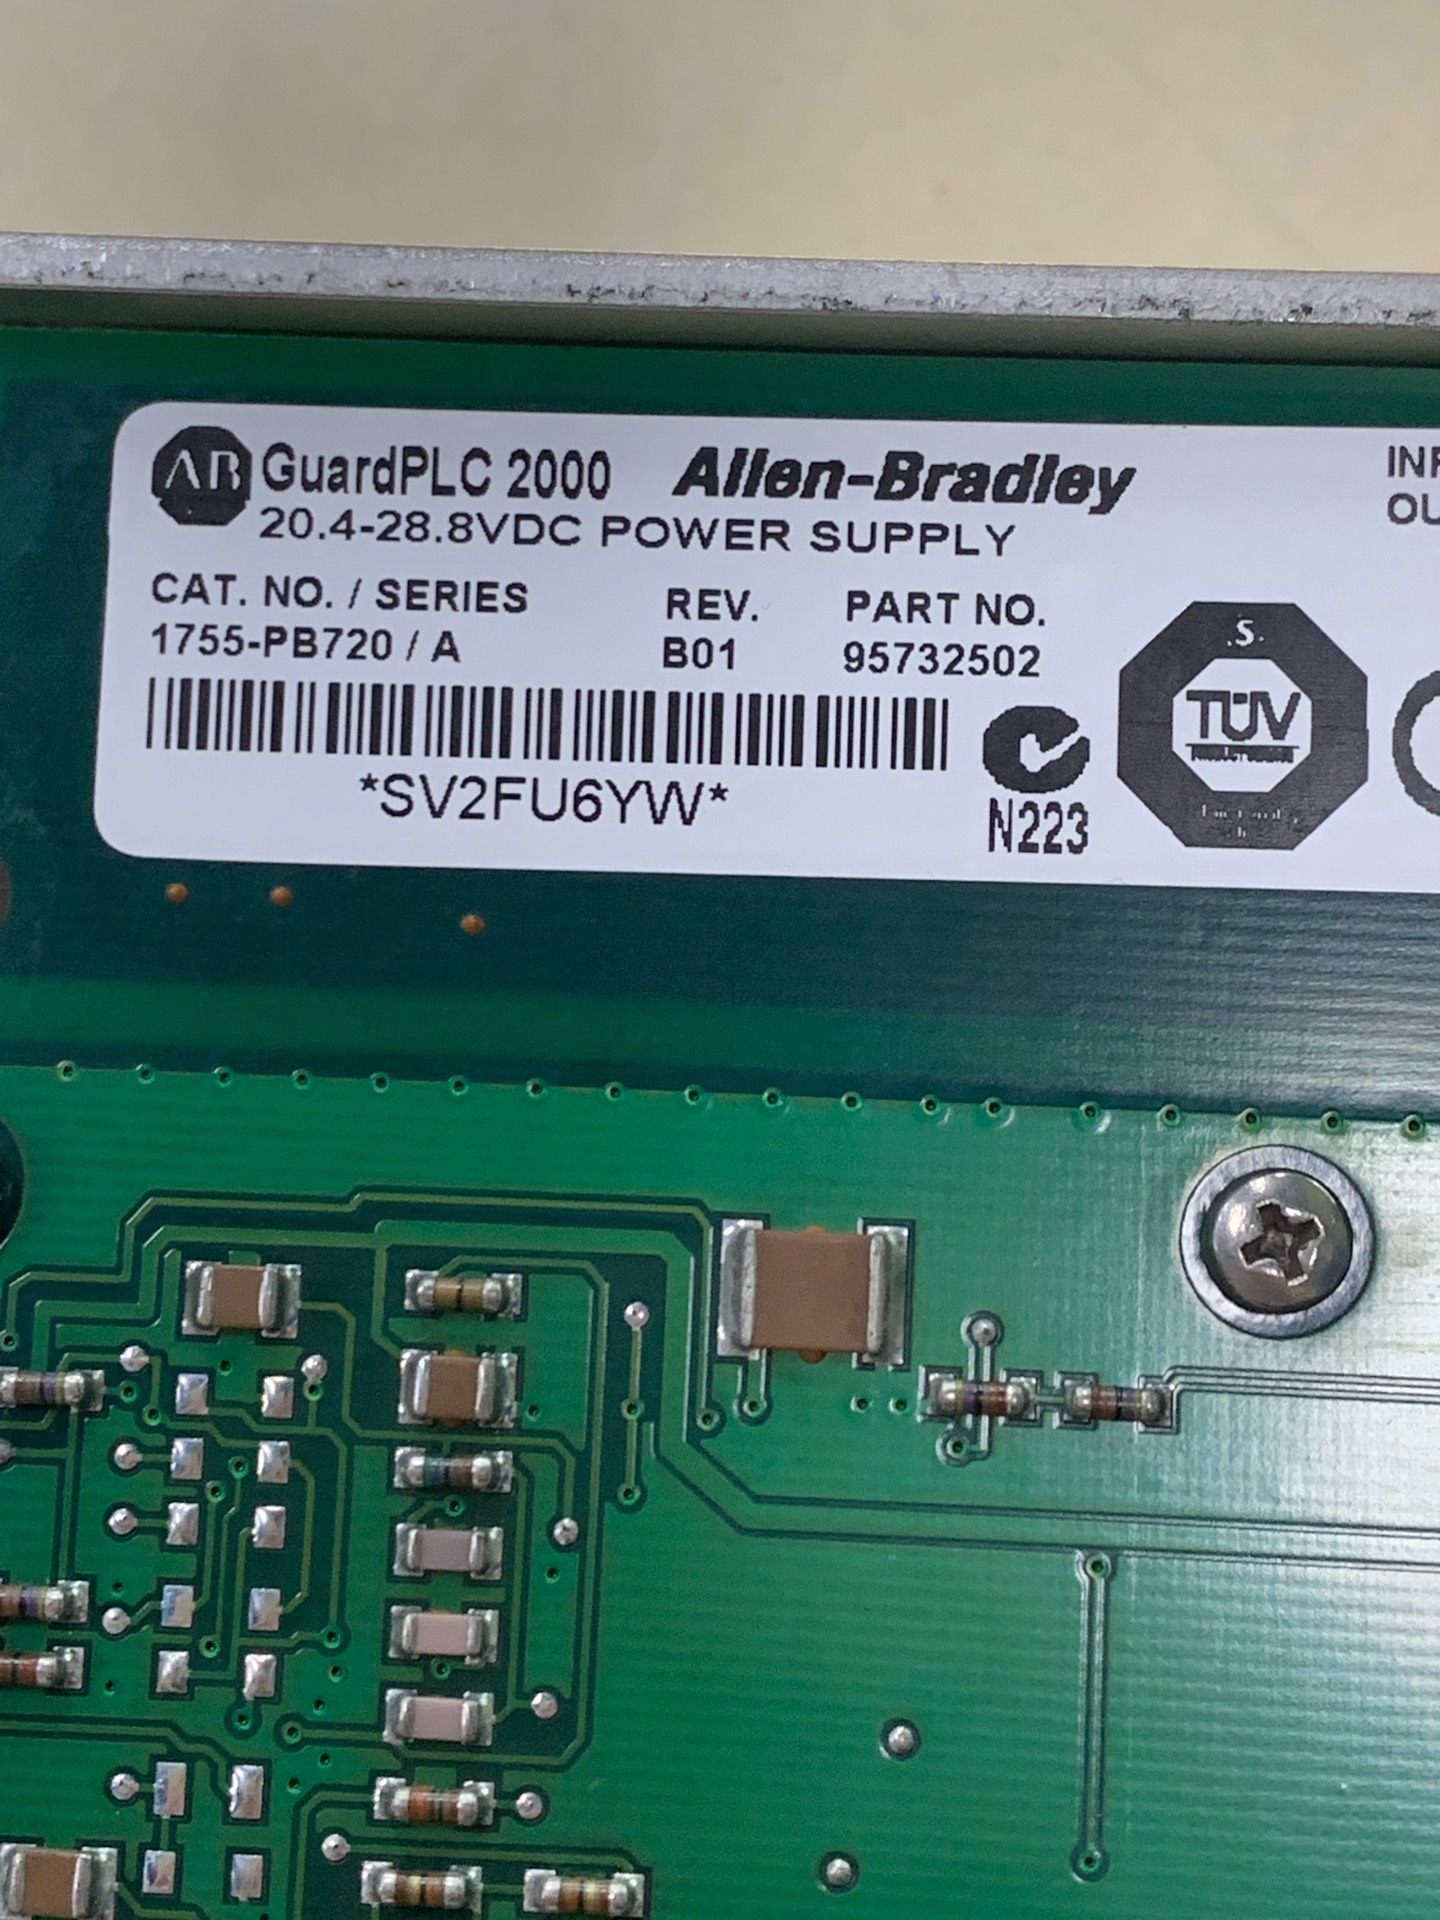 AB GuardPLC 2000 Allen-Bradley
20.4-28.8VDC POWER SUPPLY
CAT. NO. / SERIES REV. PART NO.
1755-PB720 / A B01 95732502
*SV2FU6YW*
N223
.S.
TÜV
INP
OU